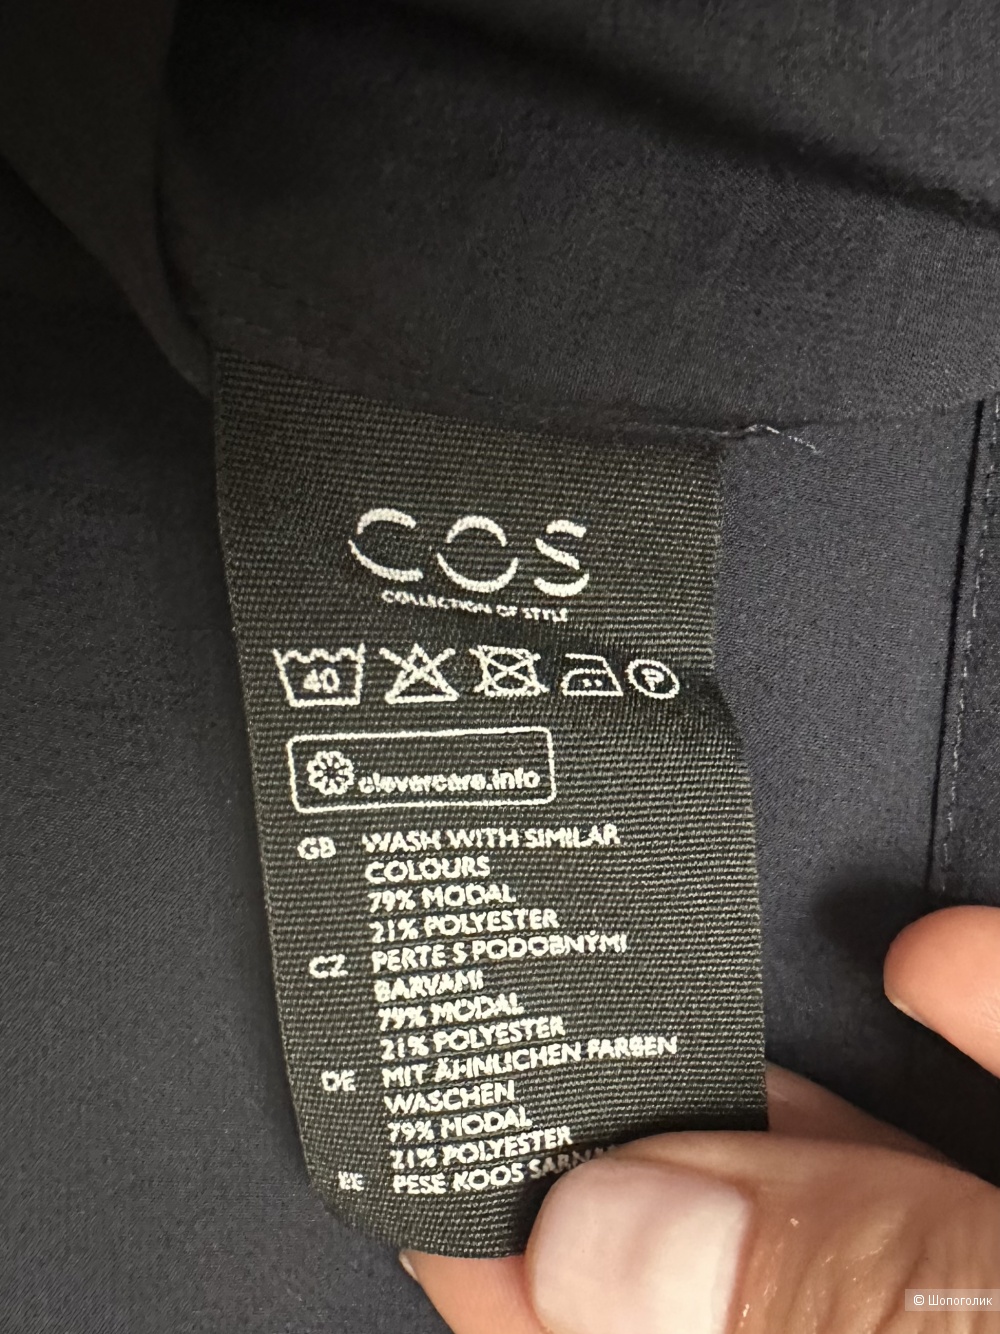 COS
COLLECTION OF STYLE
40 P
clevercare.info
GB WASH WITH SIMILAR
COLOURS
79% MODAL
21% POLYESTER
CZ PERTE S PODOBNÝMI
BARVAMI
79% MODAL
21% POLYESTER
DE MIT ÄHNLICHEN FARBEN
WASCHEN
79% MODAL
21% POLYESTER
EE PESE KOOS
© Шопоголик